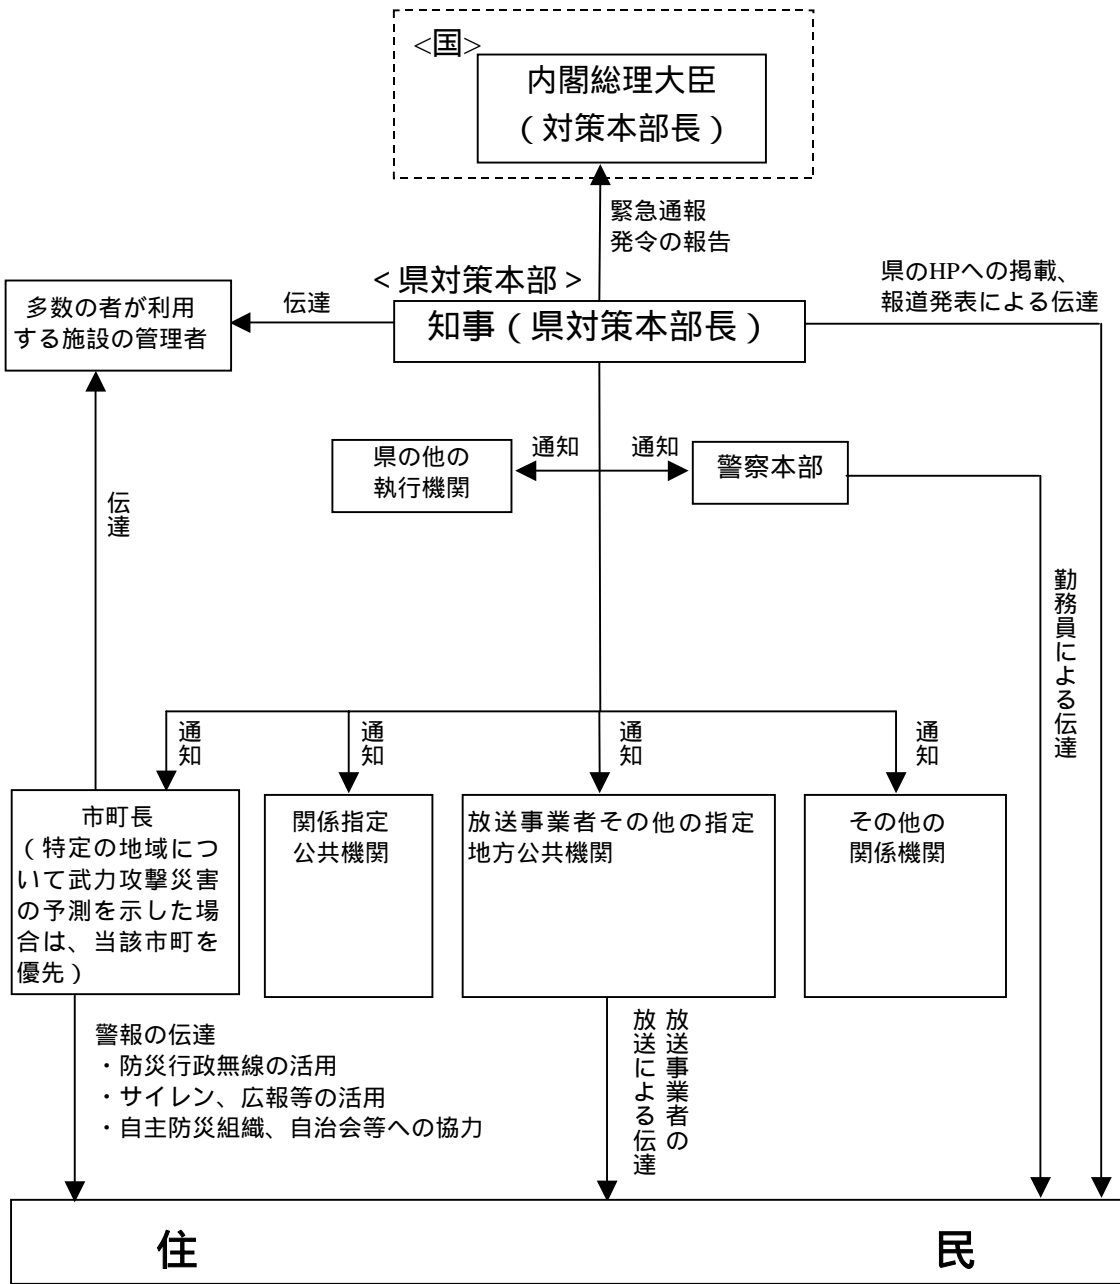 <国>
内閣総理大臣
（対策本部長）
緊急通報
発令の報告
＜県対策本部＞
県のHPへの掲載、
報道発表による伝達
多数の者が利用
する施設の管理者
伝達
知事（県対策本部長）
県の他の
執行機関
通知
通知
警察本部
伝達
勤務員による伝達
通知
通知
通知
通知
市町長
（特定の地域につ
いて武力攻撃災害
の予測を示した場
合は、当該市町を
優先）
関係指定
公共機関
放送事業者その他の指定
地方公共機関
その他の
関係機関
警報の伝達
・防災行政無線の活用
・サイレン、広報等の活用
・自主防災組織、自治会等への協力
放送事業者の
放送による伝達
住民